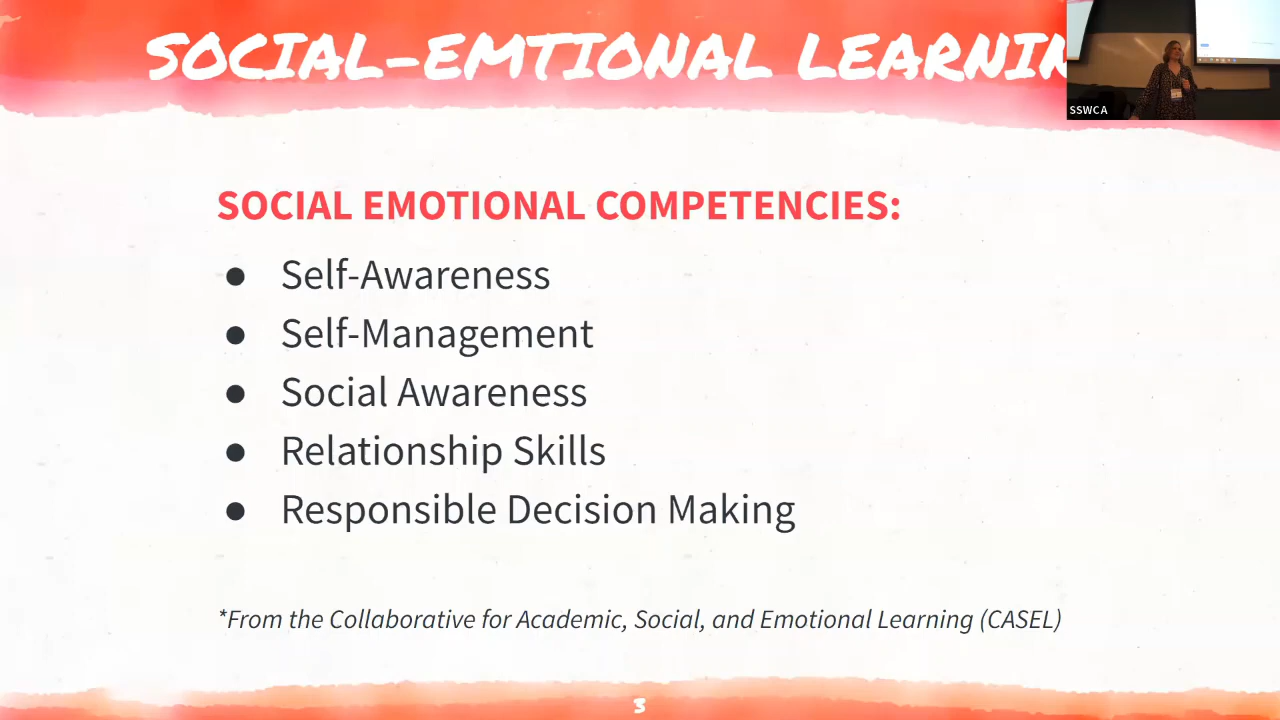 SOCIAL-EMTIONAL LEARNIN
SSWCA
SOCIAL EMOTIONAL COMPETENCIES:
● Self-Awareness
● Self-Management
● Social Awareness
● Relationship Skills
● Responsible Decision Making
*From the Collaborative for Academic, Social, and Emotional Learning (CASEL)
3